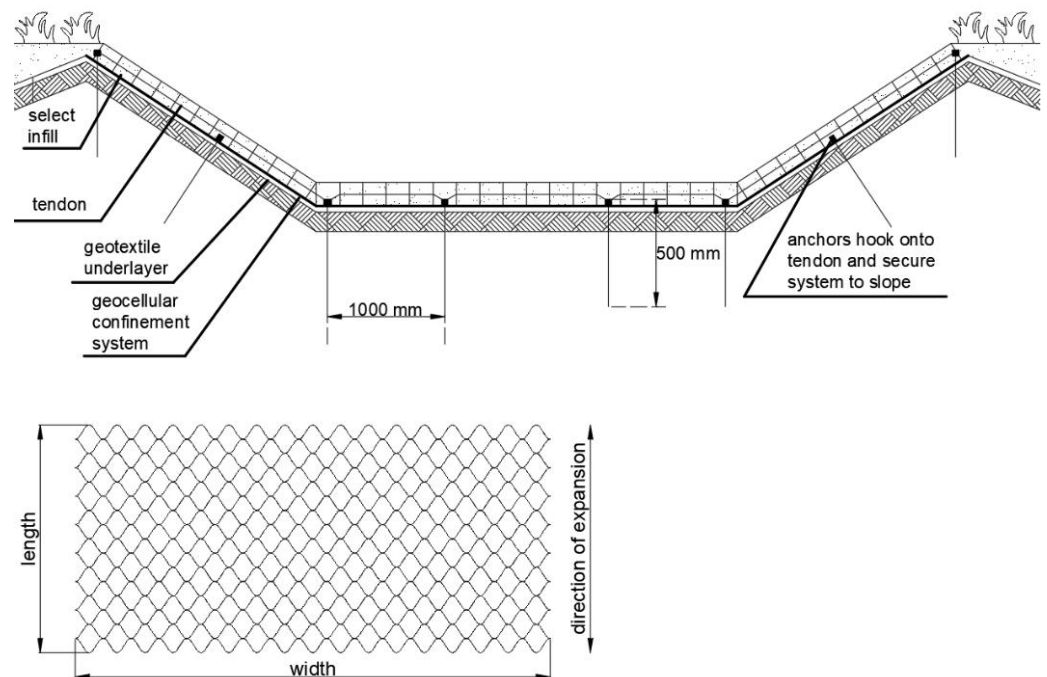 select
infill
tendon
geotextile
underlayer
geocellular
confinement
system
1000 mm
500 mm
anchors hook onto
tendon and secure
system to slope
length
width
direction of expansion